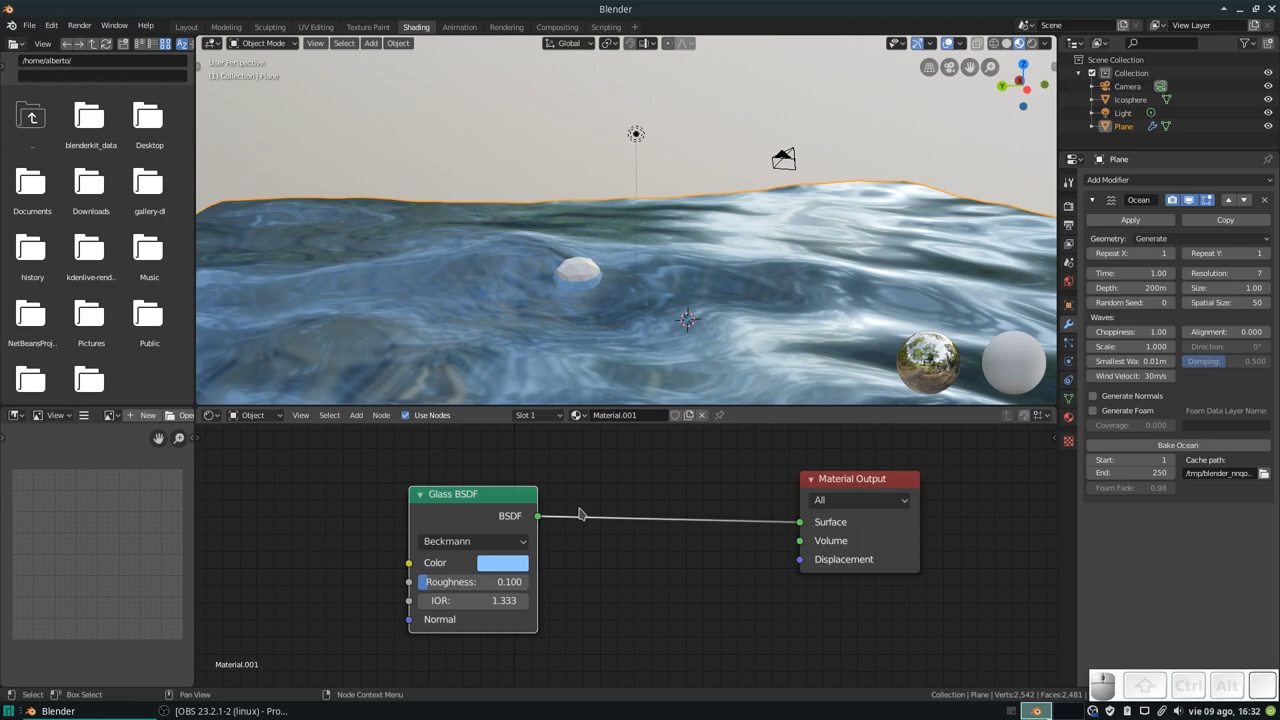 Blender
File Edit Render Window Help
Layout Modeling Sculpting UV Editing Texture Paint Shading Animation Rendering Compositing Scripting
Scene View Layer
View
/home/alberto/
Object Mode View Select Add Object Global
User Perspective
(1) Collection | Plane
Z
X
Y
..
blenderkit_data
Desktop
Documents
Downloads
gallery-dl
history
kdenlive-rend..
Music
NetBeansProj..
Pictures
Public
Scene Collection
Collection
Camera
Icosphere
Light
Plane
Plane
Add Modifier
Ocean
Apply Copy
Geometry: Generate
Repeat X: 1 Repeat Y: 1
Time: 1.00 Resolution: 7
Depth: 200m Size: 1.00
Random Seed: 0 Spatial Size: 50
Waves:
Choppiness: 1.00 Alignment: 0.000
Scale: 1.000 Direction: 0°
Smallest Wa: 0.01m Damping: 0.500
Wind Velocit: 30m/s
Generate Normals
Generate Foam Foam Data Layer Name:
Coverage: 0.000
Bake Ocean
Start: 1 Cache path:
End: 250 /tmp/blender_nnqo...
Foam Fade: 0.98
View New Open
Object View Select Add Node Use Nodes Slot 1 Material.001
Glass BSDF
BSDF
Beckmann
Color
Roughness: 0.100
IOR: 1.333
Normal
Material Output
All
Surface
Volume
Displacement
Material.001
Select Box Select Pan View Node Context Menu
Collection | Plane | Verts:2,542 | Faces:2,481 |
Ctrl Alt
Blender [OBS 23.2.1-2 (linux) - Pro...
vie 09 ago, 16:32